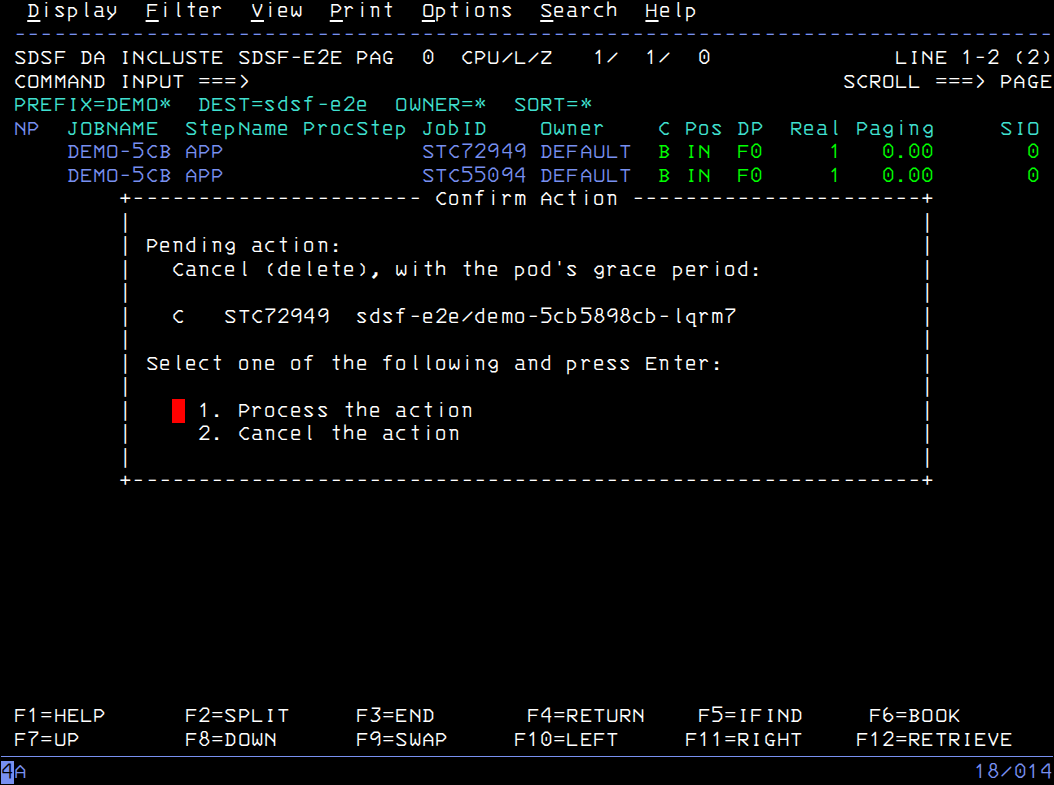 Display  Filter  View  Print  Options  Search  Help
-------------------------------------------------------------------------------
SDSF DA INCLUSTE SDSF-E2E PAG  0  CPU/L/Z   1/  1/  0              LINE 1-2 (2)
COMMAND INPUT ===>                                             SCROLL ===> PAGE
PREFIX=DEMO*  DEST=sdsf-e2e  OWNER=*  SORT=*
NP  JOBNAME  StepName ProcStep JobID    Owner    C Pos DP  Real Paging     SIO
DEMO-5CB APP               STC72949 DEFAULT  B IN  F0     1   0.00       0
DEMO-5CB APP               STC55094 DEFAULT  B IN  F0     1   0.00       0
+---------------------- Confirm Action ----------------------+
|                                                             |
| Pending action:                                             |
|   Cancel (delete), with the pod's grace period:             |
|                                                             |
|   C   STC72949  sdsf-e2e/demo-5cb5898cb-lqrm7               |
|                                                             |
| Select one of the following and press Enter:                |
|                                                             |
|     1. Process the action                                   |
|     2. Cancel the action                                    |
|                                                             |
+-------------------------------------------------------------+
F1=HELP      F2=SPLIT     F3=END       F4=RETURN    F5=IFIND     F6=BOOK
F7=UP        F8=DOWN      F9=SWAP     F10=LEFT     F11=RIGHT    F12=RETRIEVE
4A                                                                       18/014